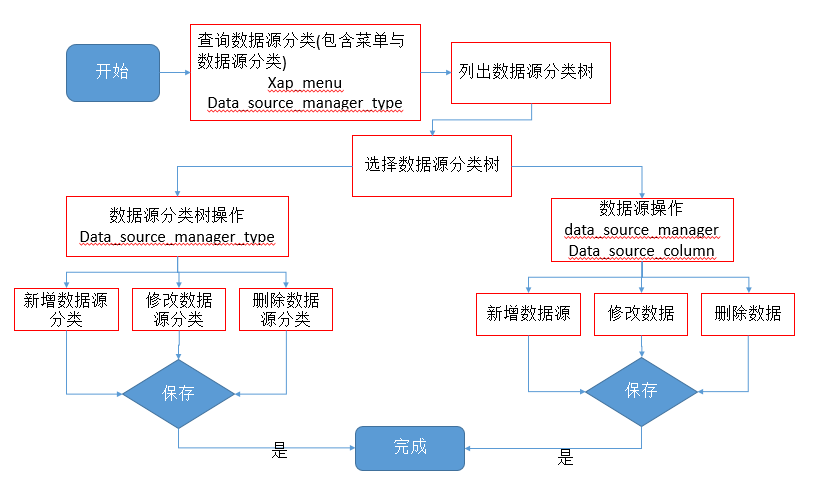 开始
查询数据源分类(包含菜单与
数据源分类)
Xap_menu
Data_source_manager_type
列出数据源分类树
选择数据源分类树
数据源分类树操作
Data_source_manager_type
数据源操作
data_source_manager
Data_source_column
新增数据源
分类
修改数据
源分类
删除数据
源分类
新增数据源
修改数据
删除数据
保存
保存
是
完成
是